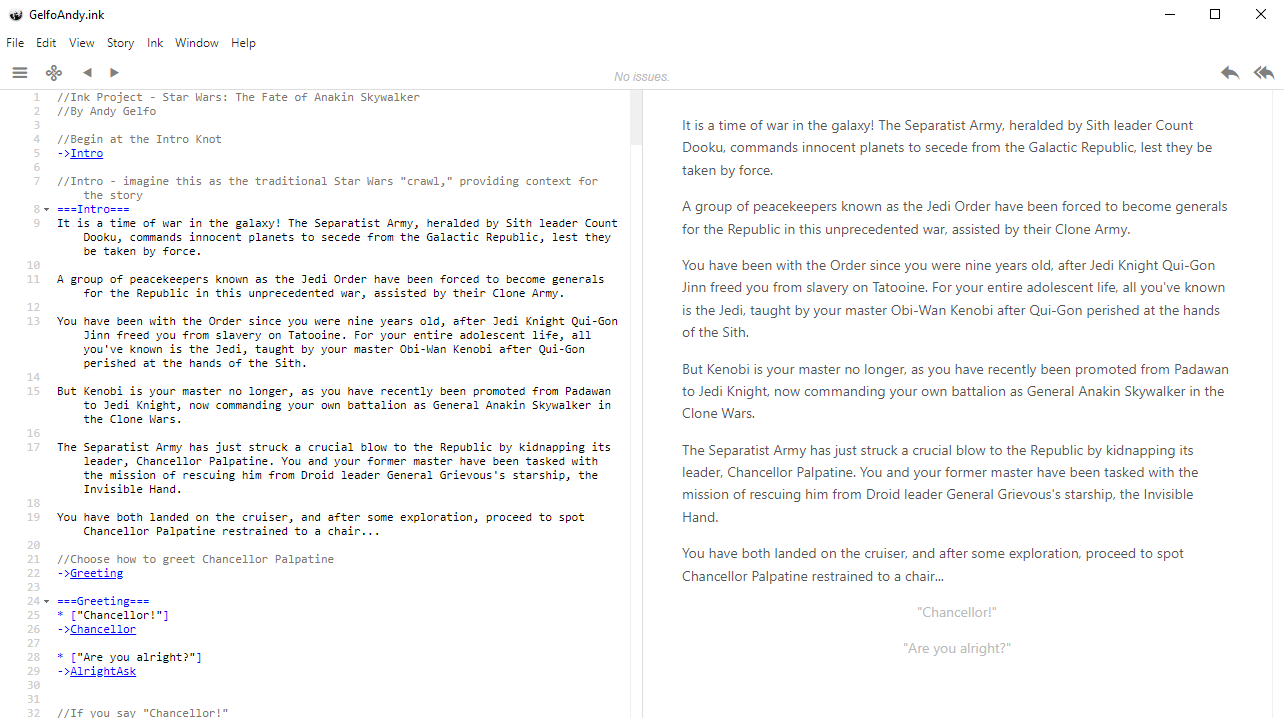 GelfoAndy.ink
File Edit View Story Ink Window Help
No issues.
1 //Ink Project - Star Wars: The Fate of Anakin Skywalker
2 //By Andy Gelfo
3
4 //Begin at the Intro Knot
5 ->Intro
6
7 //Intro - imagine this as the traditional Star Wars "crawl," providing context for
the story
8 ===Intro===
9 It is a time of war in the galaxy! The Separatist Army, heralded by Sith leader Count
Dooku, commands innocent planets to secede from the Galactic Republic, lest they
be taken by force.
10
11 A group of peacekeepers known as the Jedi Order have been forced to become generals
for the Republic in this unprecedented war, assisted by their Clone Army.
12
13 You have been with the Order since you were nine years old, after Jedi Knight Qui-Gon
Jinn freed you from slavery on Tatooine. For your entire adolescent life, all
you've known is the Jedi, taught by your master Obi-Wan Kenobi after Qui-Gon
perished at the hands of the Sith.
14
15 But Kenobi is your master no longer, as you have recently been promoted from Padawan
to Jedi Knight, now commanding your own battalion as General Anakin Skywalker in
the Clone Wars.
16
17 The Separatist Army has just struck a crucial blow to the Republic by kidnapping its
leader, Chancellor Palpatine. You and your former master have been tasked with
the mission of rescuing him from Droid leader General Grievous's starship, the
Invisible Hand.
18
19 You have both landed on the cruiser, and after some exploration, proceed to spot
Chancellor Palpatine restrained to a chair...
20
21 //Choose how to greet Chancellor Palpatine
22 ->Greeting
23
24 ===Greeting===
25 * ["Chancellor!"]
26 ->Chancellor
27
28 * ["Are you alright?"]
29 ->AlrightAsk
30
31
32 //If you say "Chancellor!"
It is a time of war in the galaxy! The Separatist Army, heralded by Sith leader Count
Dooku, commands innocent planets to secede from the Galactic Republic, lest they be
taken by force.
A group of peacekeepers known as the Jedi Order have been forced to become generals
for the Republic in this unprecedented war, assisted by their Clone Army.
You have been with the Order since you were nine years old, after Jedi Knight Qui-Gon
Jinn freed you from slavery on Tatooine. For your entire adolescent life, all you've known
is the Jedi, taught by your master Obi-Wan Kenobi after Qui-Gon perished at the hands
of the Sith.
But Kenobi is your master no longer, as you have recently been promoted from Padawan
to Jedi Knight, now commanding your own battalion as General Anakin Skywalker in the
Clone Wars.
The Separatist Army has just struck a crucial blow to the Republic by kidnapping its
leader, Chancellor Palpatine. You and your former master have been tasked with the
mission of rescuing him from Droid leader General Grievous's starship, the Invisible
Hand.
You have both landed on the cruiser, and after some exploration, proceed to spot
Chancellor Palpatine restrained to a chair...
"Chancellor!"
"Are you alright?"